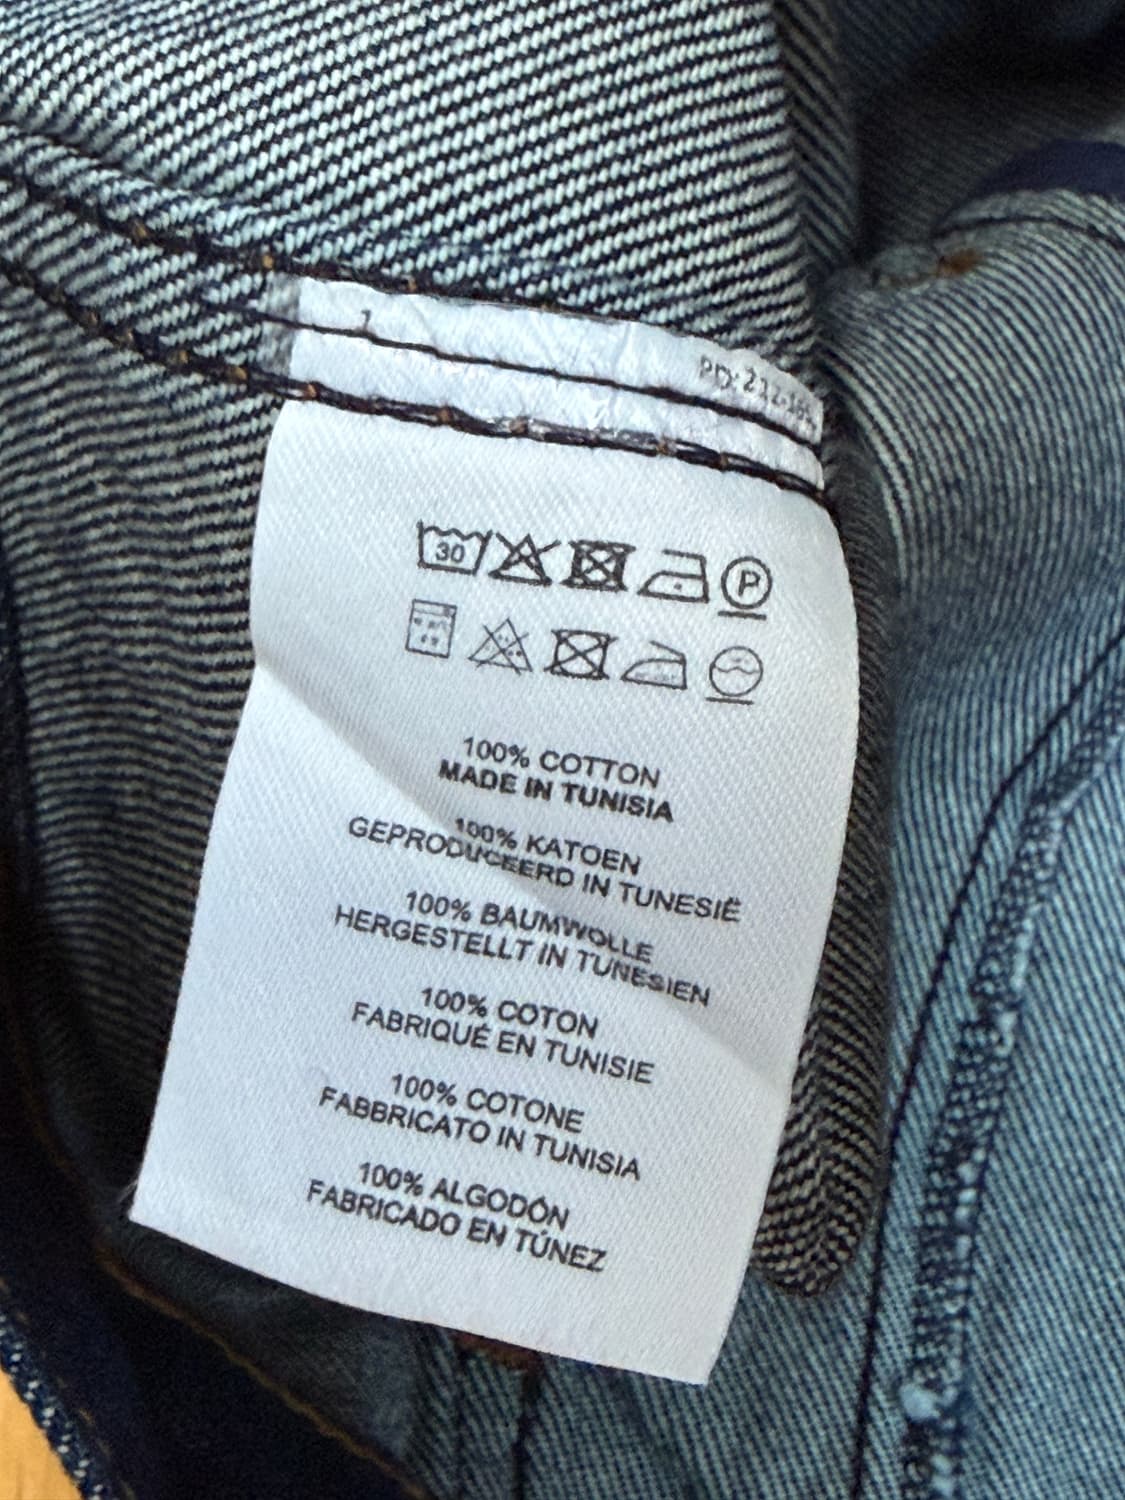 30
P
100% COTTON
MADE IN TUNISIA
100% KATOEN
GEPRODUCEERD IN TUNESIË
100% BAUMWOLLE
HERGESTELLT IN TUNESIEN
100% COTON
FABRIQUÉ EN TUNISIE
100% COTONE
FABBRICATO IN TUNISIA
100% ALGODÓN
FABRICADO EN TÚNEZ